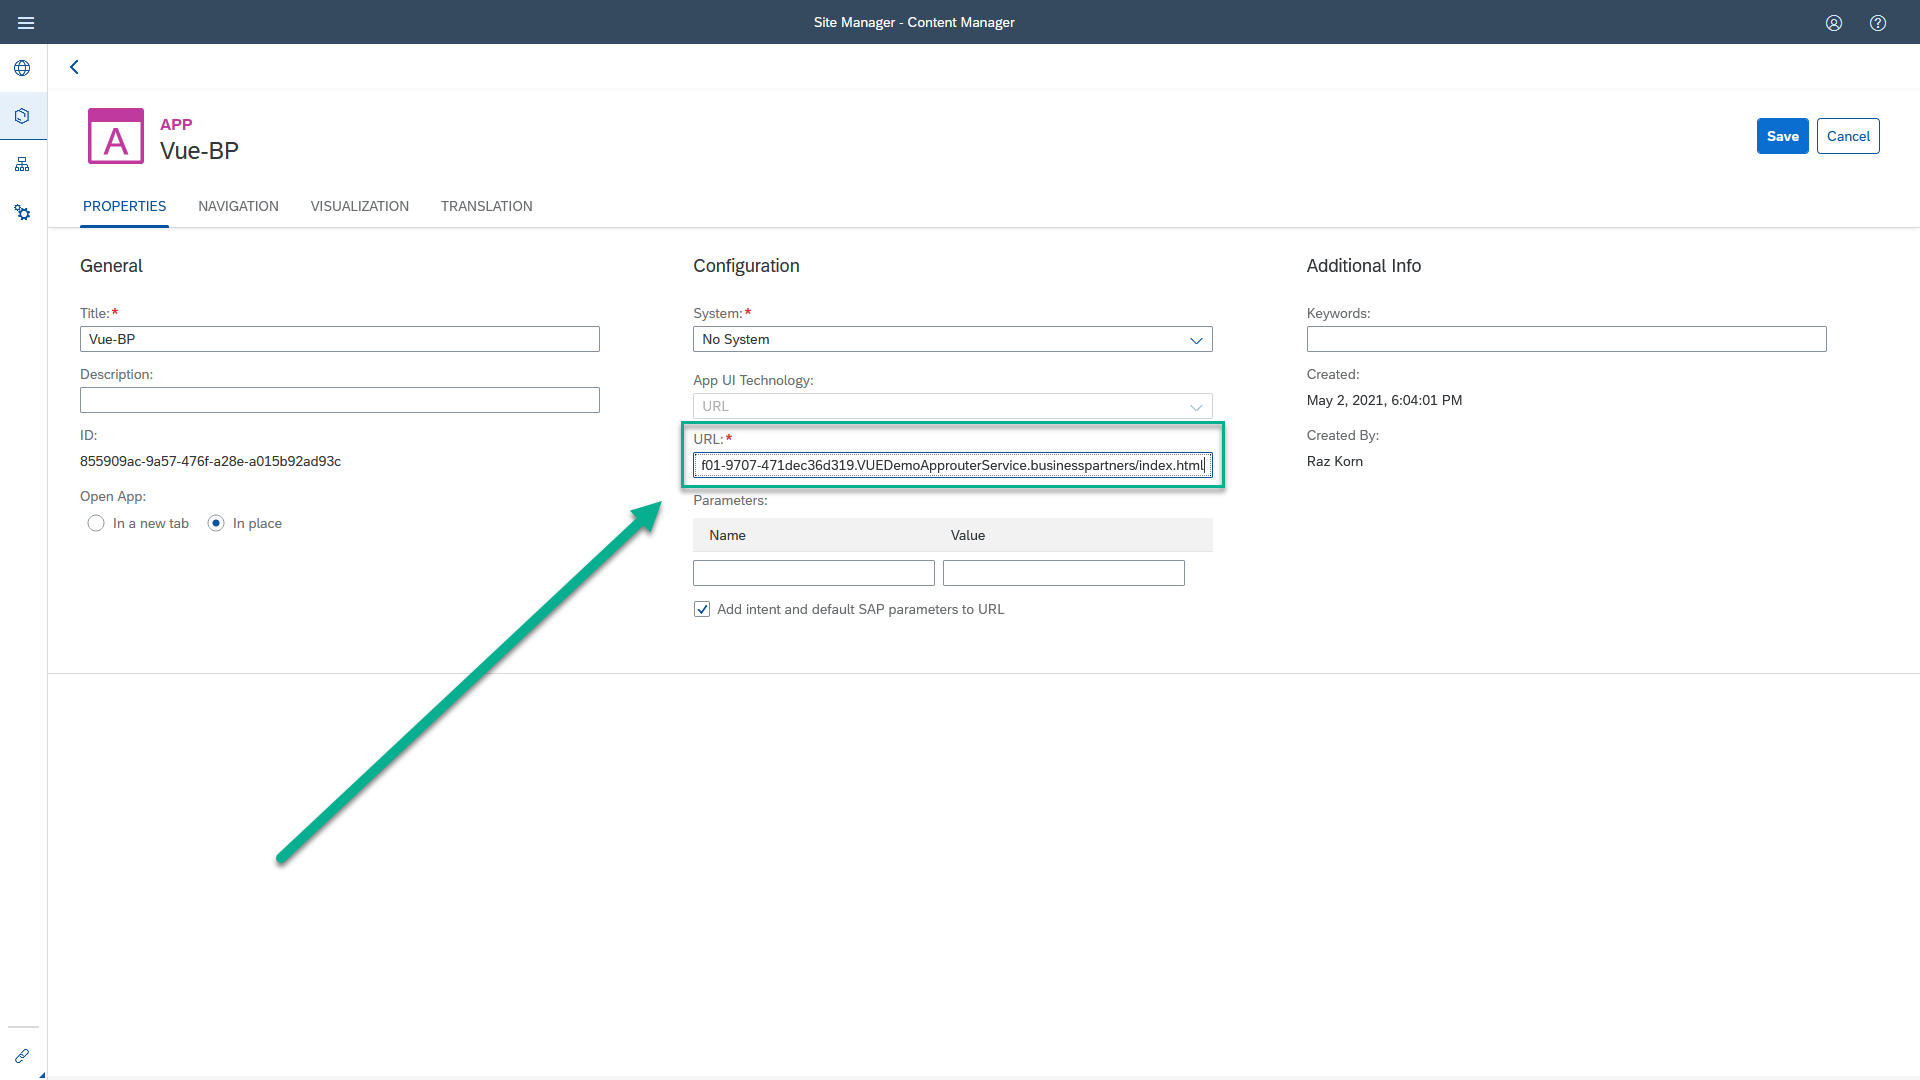 Site Manager - Content Manager
A
APP
Vue-BP
Save
Cancel
PROPERTIES
NAVIGATION
VISUALIZATION
TRANSLATION
General
Title:*
Vue-BP
Description:
ID:
855909ac-9a57-476f-a28e-a015b92ad93c
Open App:
In a new tab
In place
Configuration
System:*
No System
App UI Technology:
URL
URL:*
f01-9707-471dec36d319.VUEDemoApprouterService.businesspartners/index.html
Parameters:
Name
Value
Add intent and default SAP parameters to URL
Additional Info
Keywords:
Created:
May 2, 2021, 6:04:01 PM
Created By:
Raz Korn